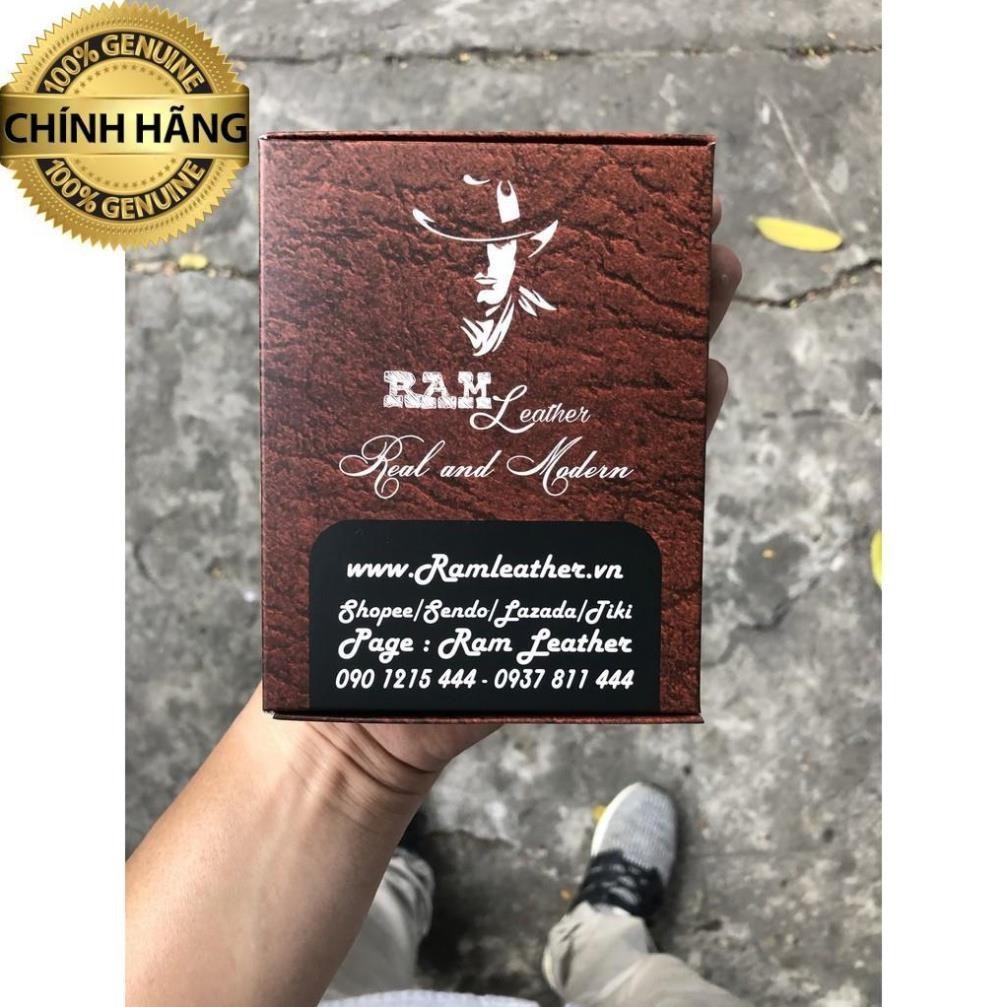 100% GENUINE
CHÍNH HÃNG
100% GENUINE
RAM Leather
Real and Modern
www.Ramleather.vn
Shopee/Sendo/Lazada/Tiki
Page : Ram Leather
090 1215 444 - 0937 811 444